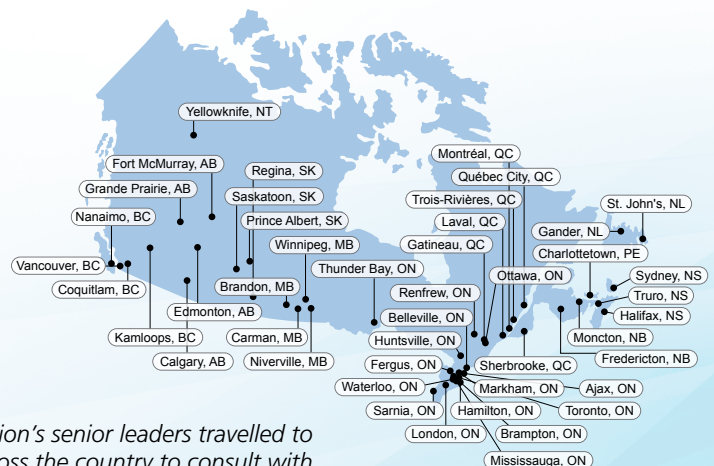 Yellowknife, NT
Fort McMurray, AB
Grande Prairie, AB
Nanaimo, BC
Vancouver, BC
Coquitlam, BC
Kamloops, BC
Calgary, AB
Edmonton, AB
Regina, SK
Saskatoon, SK
Prince Albert, SK
Winnipeg, MB
Brandon, MB
Carman, MB
Niverville, MB
Thunder Bay, ON
Montréal, QC
Québec City, QC
Trois-Rivières, QC
Laval, QC
Gatineau, QC
Ottawa, ON
Renfrew, ON
Belleville, ON
Huntsville, ON
Fergus, ON
Waterloo, ON
Sarnia, ON
London, ON
Sherbrooke, QC
Markham, ON
Ajax, ON
Hamilton, ON
Toronto, ON
Brampton, ON
Mississauga, ON
St. John's, NL
Gander, NL
Charlottetown, PE
Sydney, NS
Truro, NS
Halifax, NS
Moncton, NB
Fredericton, NB
ion's senior leaders travelled to
oss the country to consult with